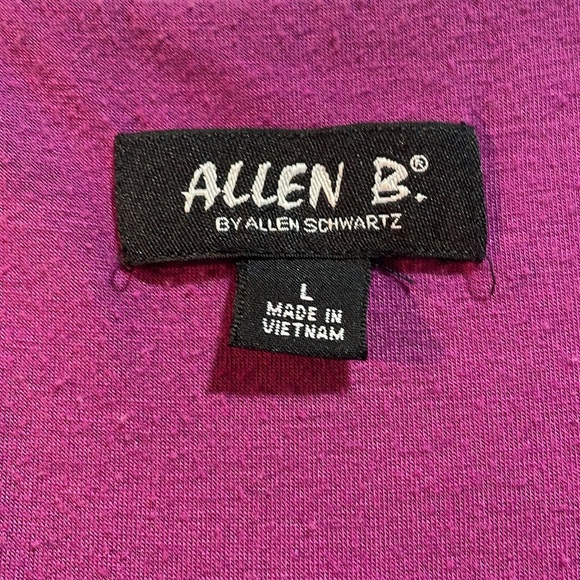 ALLEN B.®
BY ALLEN SCHWARTZ
L
MADE IN
VIETNAM